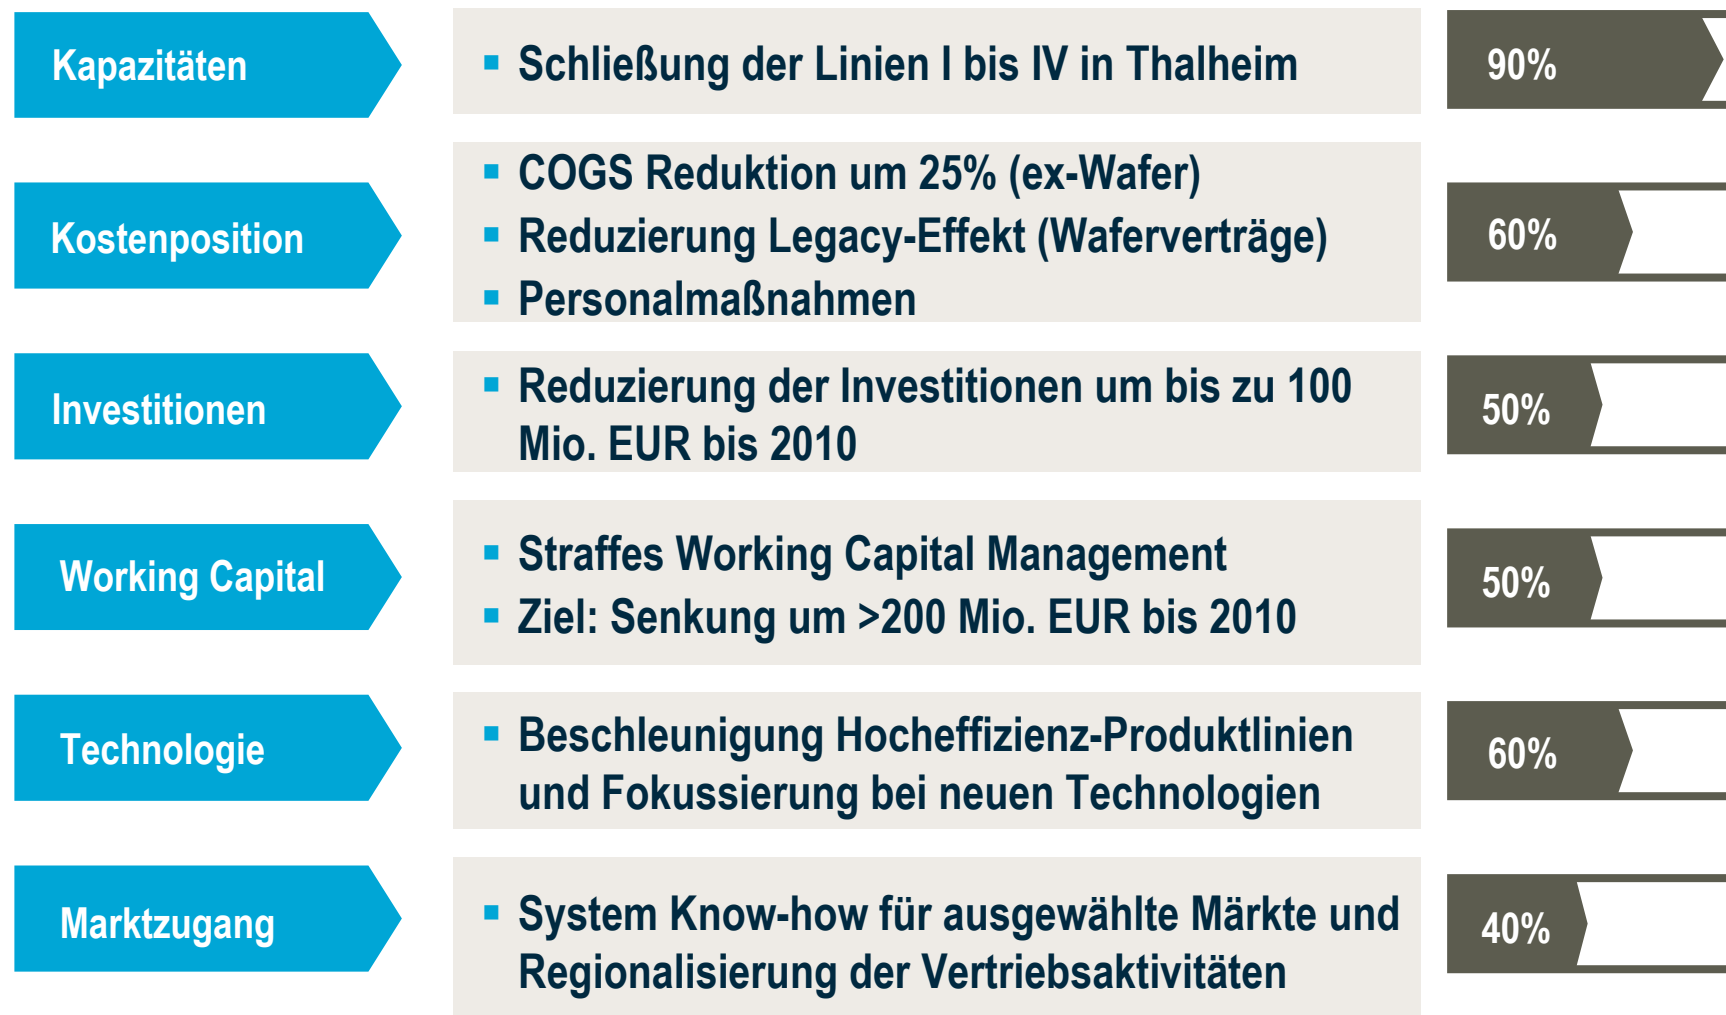 Kapazitäten
▪ Schließung der Linien I bis IV in Thalheim
90%
Kostenposition
▪ COGS Reduktion um 25% (ex-Wafer)
▪ Reduzierung Legacy-Effekt (Waferverträge)
▪ Personalmaßnahmen
60%
Investitionen
▪ Reduzierung der Investitionen um bis zu 100
Mio. EUR bis 2010
50%
Working Capital
▪ Straffes Working Capital Management
▪ Ziel: Senkung um >200 Mio. EUR bis 2010
50%
Technologie
▪ Beschleunigung Hocheffizienz-Produktlinien
und Fokussierung bei neuen Technologien
60%
Marktzugang
▪ System Know-how für ausgewählte Märkte und
Regionalisierung der Vertriebsaktivitäten
40%